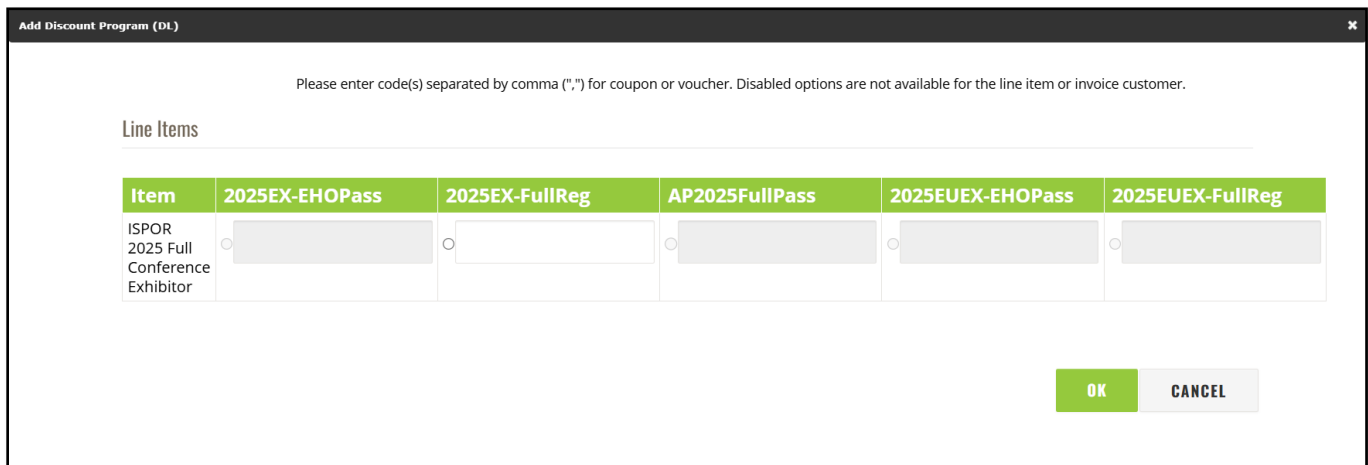 Add Discount Program (DL)
Please enter code(s) separated by comma (",") for coupon or voucher. Disabled options are not available for the line item or invoice customer.
Line Items
Item 2025EX-EHOPass 2025EX-FullReg AP2025FullPass 2025EUEX-EHOPass 2025EUEX-FullReg
ISPOR
2025 Full
Conference
Exhibitor
OK CANCEL